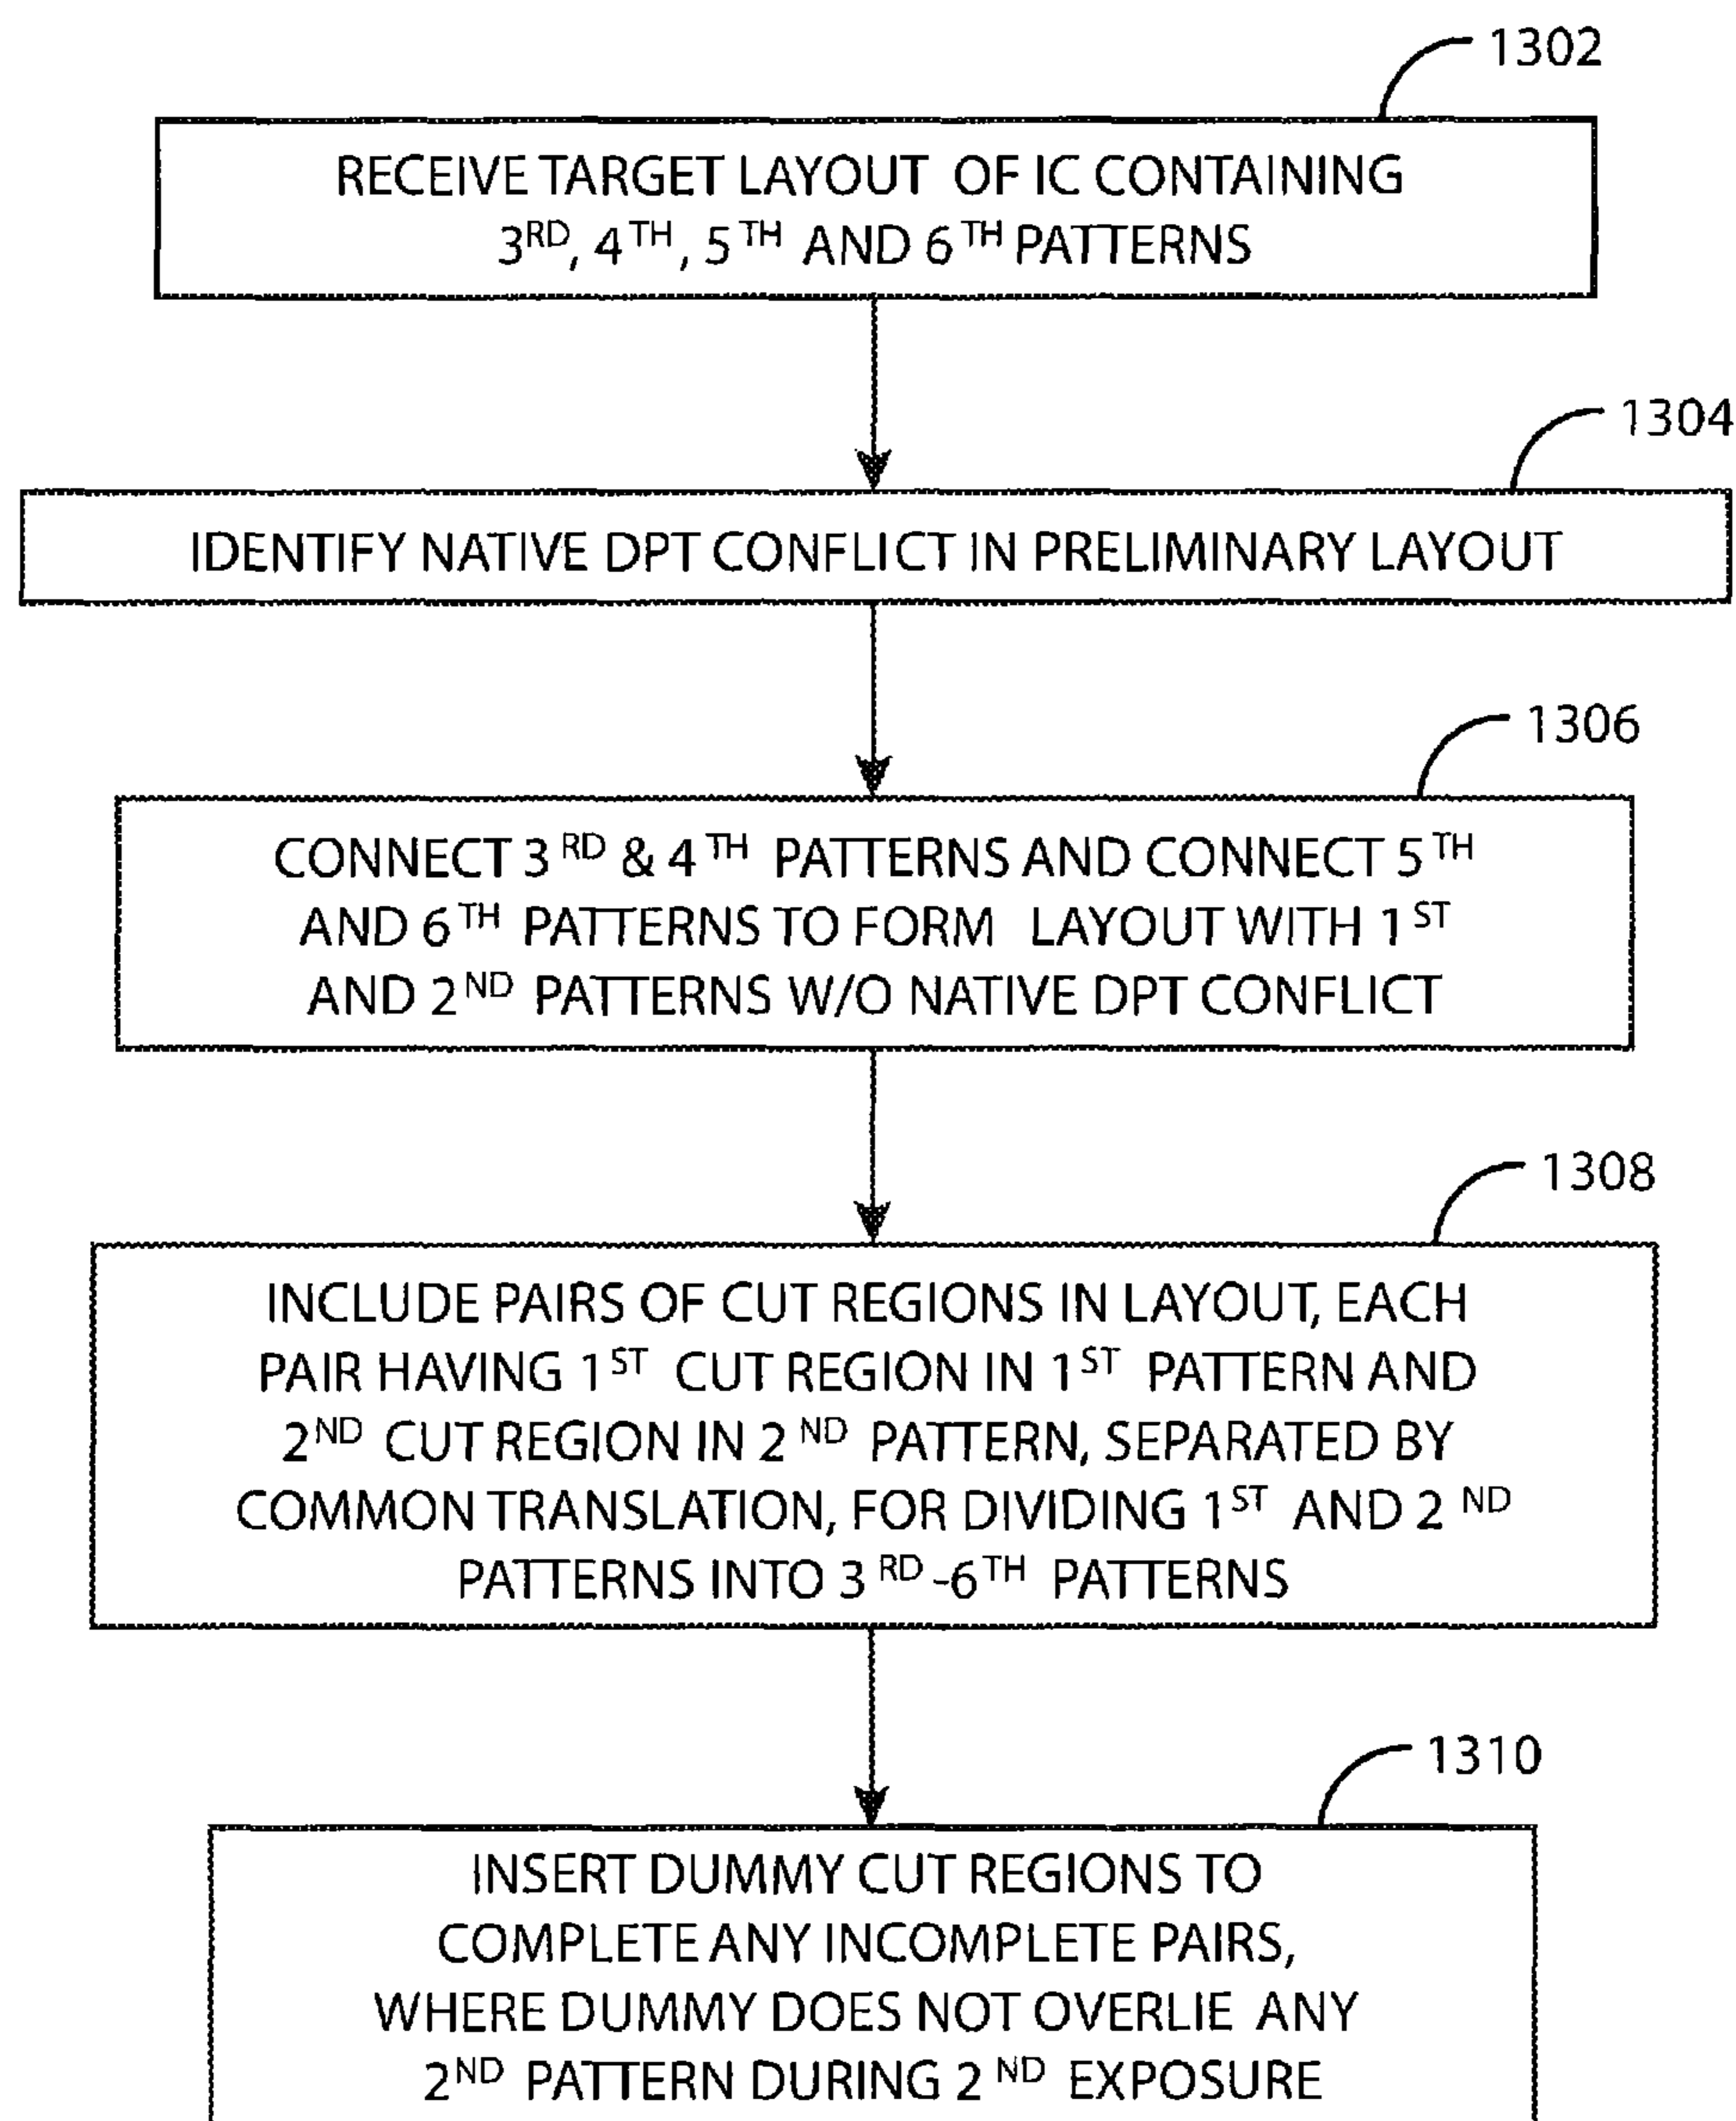 1302
RECEIVE TARGET LAYOUT OF IC CONTAINING
3RD, 4TH, 5TH AND 6TH PATTERNS
1304
IDENTIFY NATIVE DPT CONFLICT IN PRELIMINARY LAYOUT
1306
CONNECT 3RD & 4TH PATTERNS AND CONNECT 5TH
AND 6TH PATTERNS TO FORM LAYOUT WITH 1ST
AND 2ND PATTERNS W/O NATIVE DPT CONFLICT
1308
INCLUDE PAIRS OF CUT REGIONS IN LAYOUT, EACH
PAIR HAVING 1ST CUT REGION IN 1ST PATTERN AND
2ND CUT REGION IN 2ND PATTERN, SEPARATED BY
COMMON TRANSLATION, FOR DIVIDING 1ST AND 2ND
PATTERNS INTO 3RD-6TH PATTERNS
1310
INSERT DUMMY CUT REGIONS TO
COMPLETE ANY INCOMPLETE PAIRS,
WHERE DUMMY DOES NOT OVERLIE ANY
2ND PATTERN DURING 2ND EXPOSURE